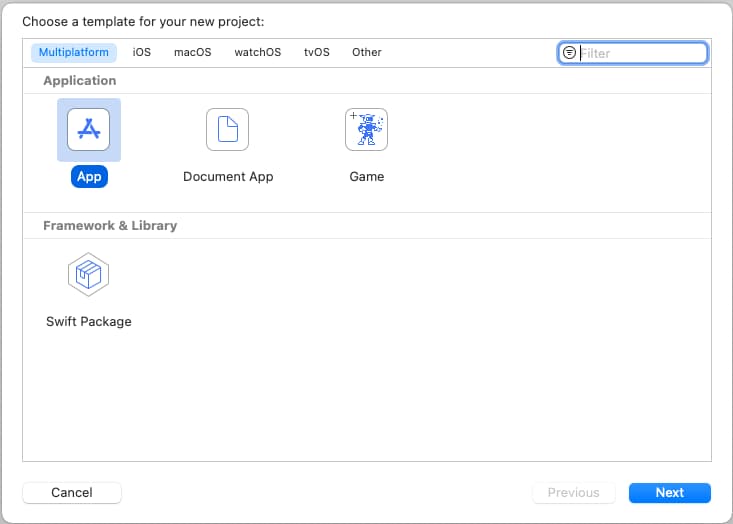 Choose a template for your new project:
Multiplatform iOS macOS watchOS tvOS Other Filter
Application
App Document App Game
Framework & Library
Swift Package
Cancel Previous Next